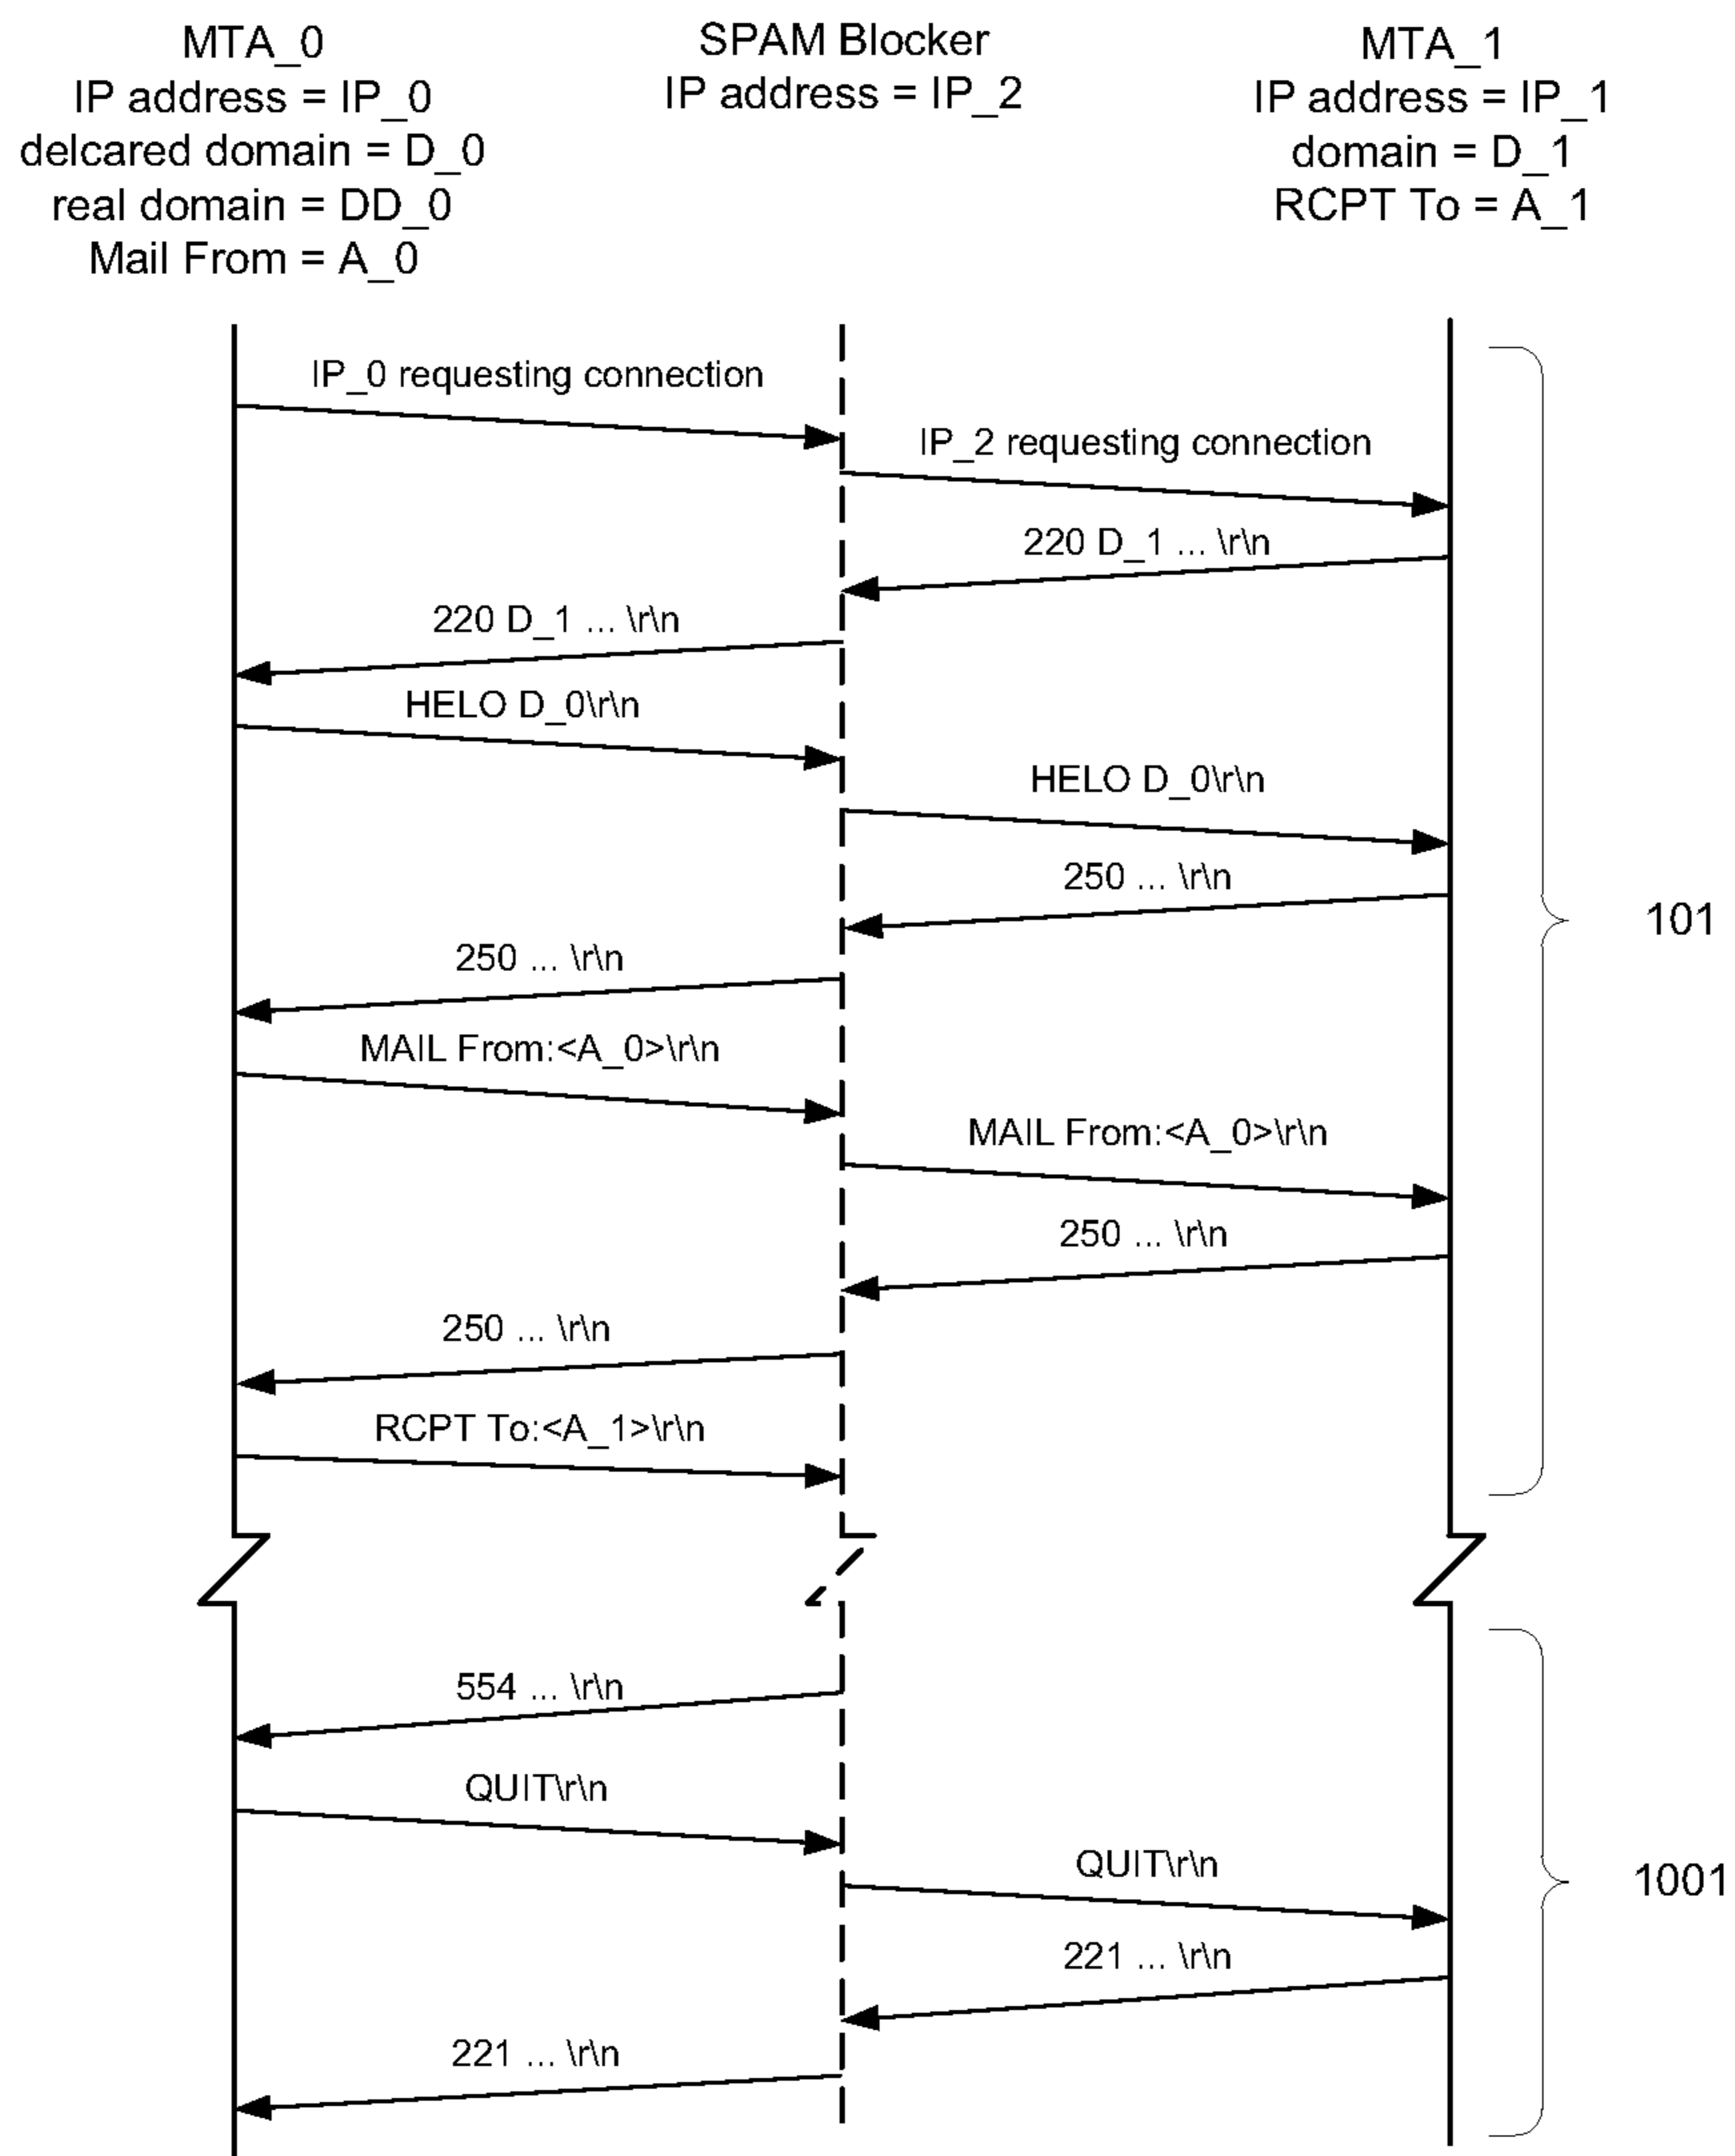 MTA_0
IP address = IP_0
delcared domain = D_0
real domain = DD_0
Mail From = A_0
SPAM Blocker
IP address = IP_2
MTA_1
IP address = IP_1
domain = D_1
RCPT To = A_1
IP_0 requesting connection
IP_2 requesting connection
220 D_1 ... \r\n
220 D_1 ... \r\n
HELO D_0\r\n
HELO D_0\r\n
250 ... \r\n
101
250 ... \r\n
MAIL From:<A_0>\r\n
MAIL From:<A_0>\r\n
250 ... \r\n
250 ... \r\n
RCPT To:<A_1>\r\n
554 ... \r\n
QUIT\r\n
QUIT\r\n
1001
221 ... \r\n
221 ... \r\n